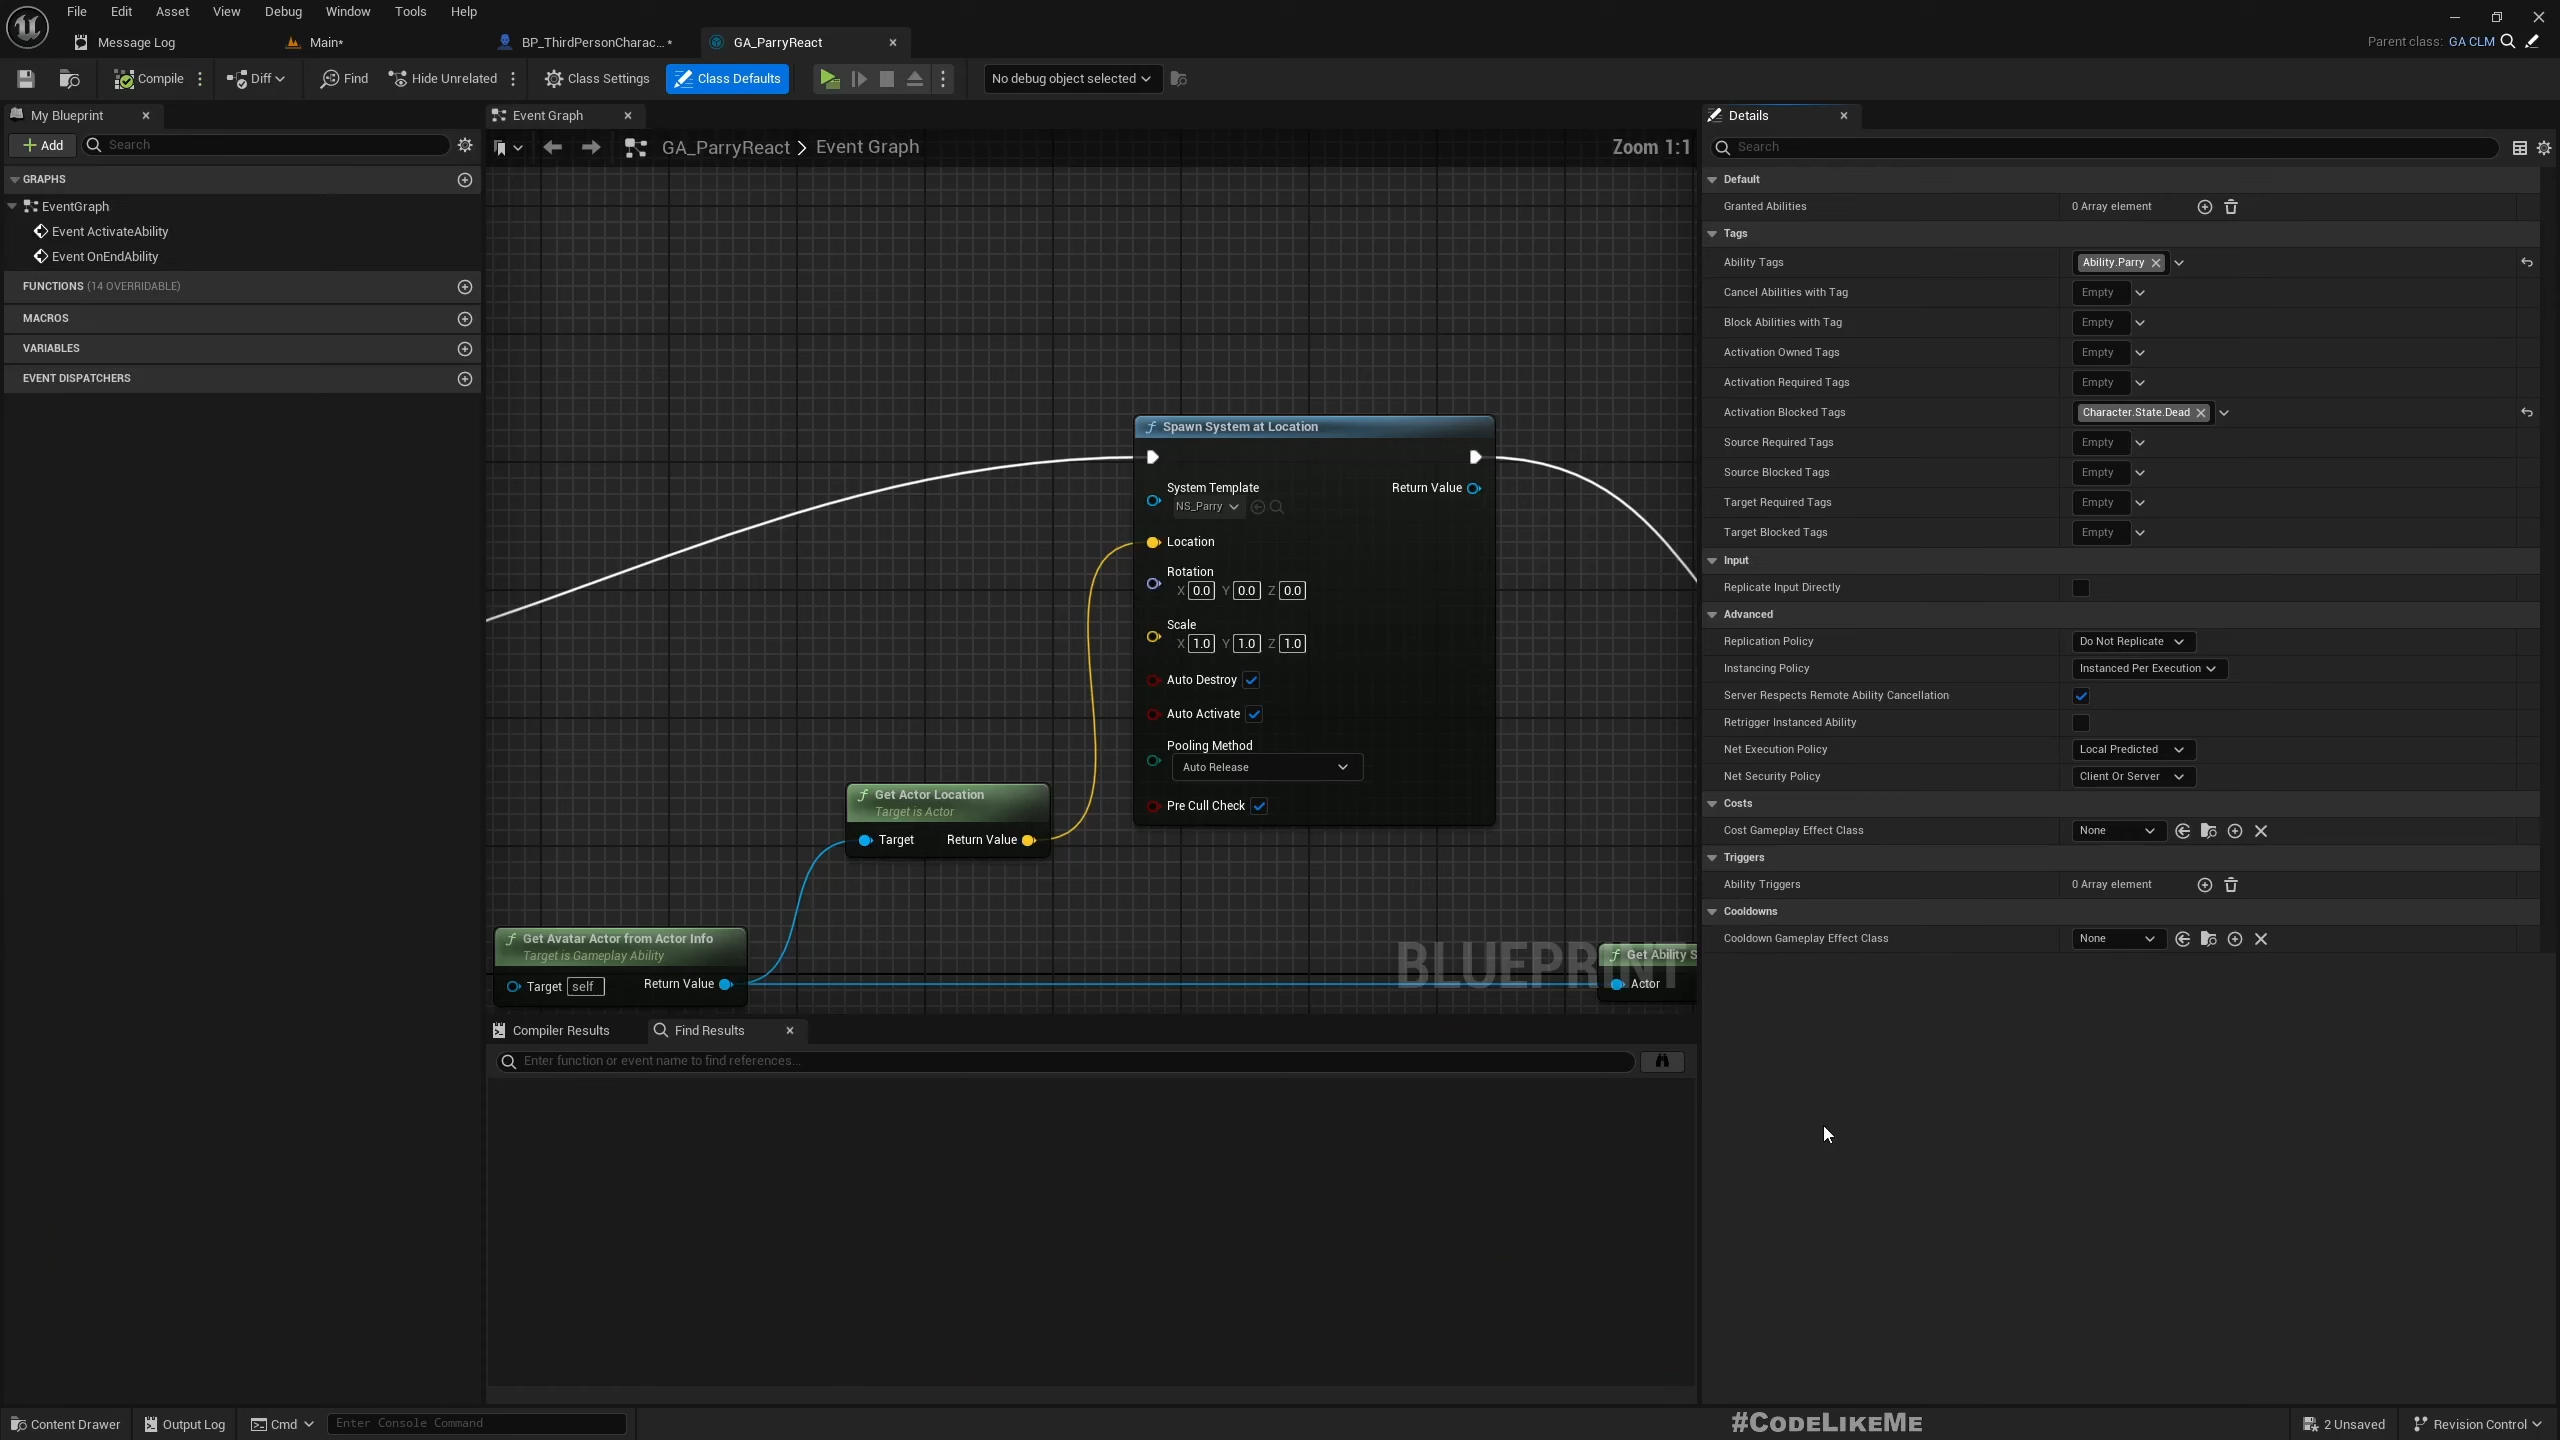 File Edit Asset View Debug Window Tools Help
Message Log Main* BP_ThirdPersonCharac...* GA_ParryReact Parent class: GA CLM
Compile Diff Find Hide Unrelated Class Settings Class Defaults No debug object selected
My Blueprint Event Graph Details
Add Search GA_ParryReact > Event Graph Zoom 1:1 Search
GRAPHS
EventGraph
Event ActivateAbility
Event OnEndAbility
FUNCTIONS (14 OVERRIDABLE)
MACROS
VARIABLES
EVENT DISPATCHERS
Spawn System at Location
System Template Return Value
NS_Parry
Location
Rotation
X 0.0 Y 0.0 Z 0.0
Scale
X 1.0 Y 1.0 Z 1.0
Auto Destroy
Auto Activate
Pooling Method
Auto Release
Pre Cull Check
Get Actor Location
Target is Actor
Target Return Value
Get Avatar Actor from Actor Info
Target is Gameplay Ability
Target self Return Value
BLUEPRINT
Get Ability S
Actor
Compiler Results Find Results
Enter function or event name to find references...
Default
Granted Abilities 0 Array element
Tags
Ability Tags Ability.Parry
Cancel Abilities with Tag Empty
Block Abilities with Tag Empty
Activation Owned Tags Empty
Activation Required Tags Empty
Activation Blocked Tags Character.State.Dead
Source Required Tags Empty
Source Blocked Tags Empty
Target Required Tags Empty
Target Blocked Tags Empty
Input
Replicate Input Directly
Advanced
Replication Policy Do Not Replicate
Instancing Policy Instanced Per Execution
Server Respects Remote Ability Cancellation
Retrigger Instanced Ability
Net Execution Policy Local Predicted
Net Security Policy Client Or Server
Costs
Cost Gameplay Effect Class None
Triggers
Ability Triggers 0 Array element
Cooldowns
Cooldown Gameplay Effect Class None
Content Drawer Output Log Cmd Enter Console Command #CODELIKEME 2 Unsaved Revision Control